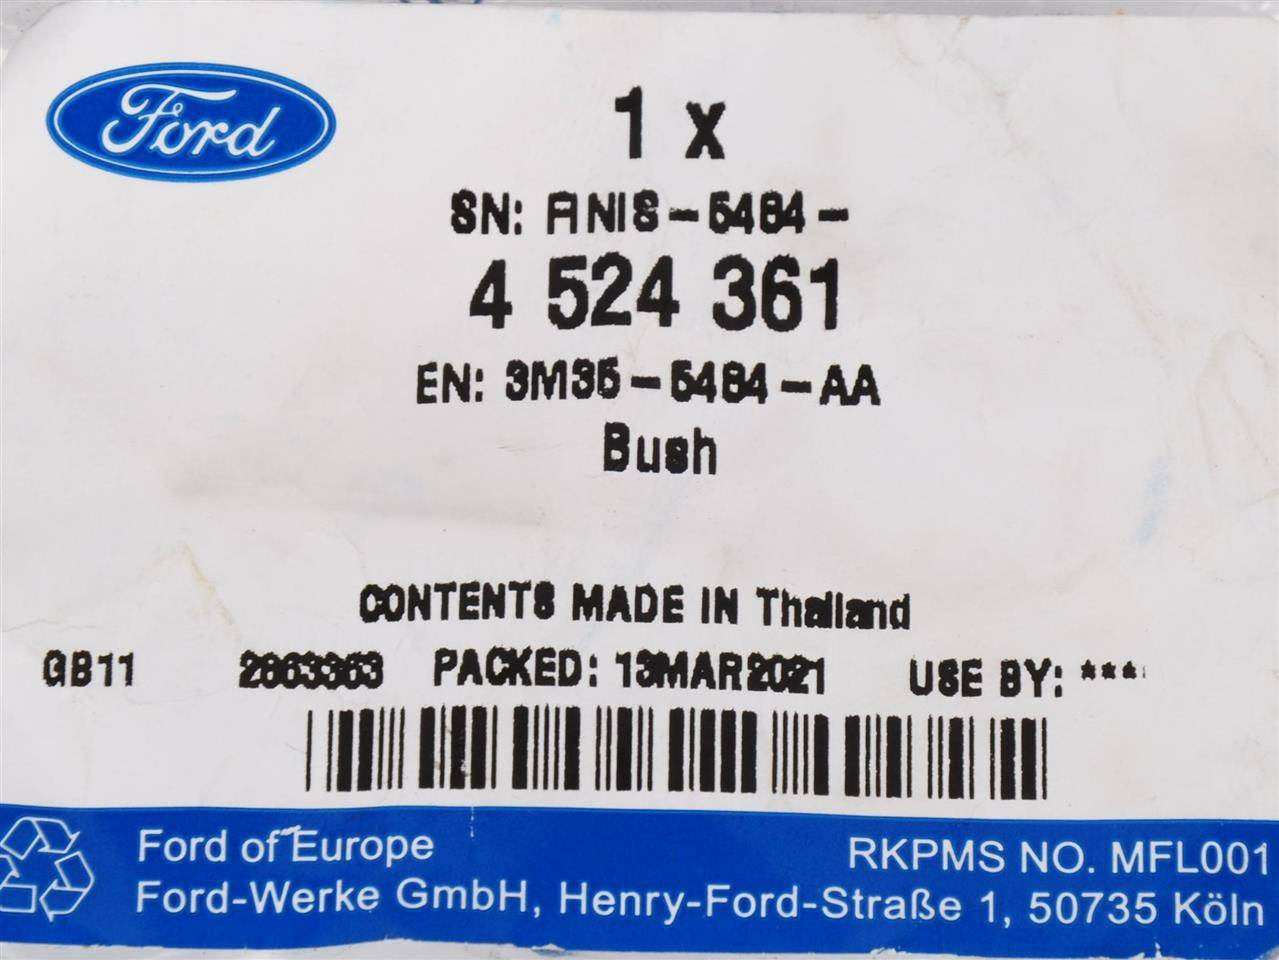 Ford
1 x
SN: ANIS-5484-
4 524 361
EN: 3M35-5484-AA
Bush
CONTENTS MADE IN Thailand
GB11 2863363 PACKED: 13MAR2021 USE BY: ****
Ford of Europe RKPMS NO. MFL001
Ford-Werke GmbH, Henry-Ford-Straße 1, 50735 Köln